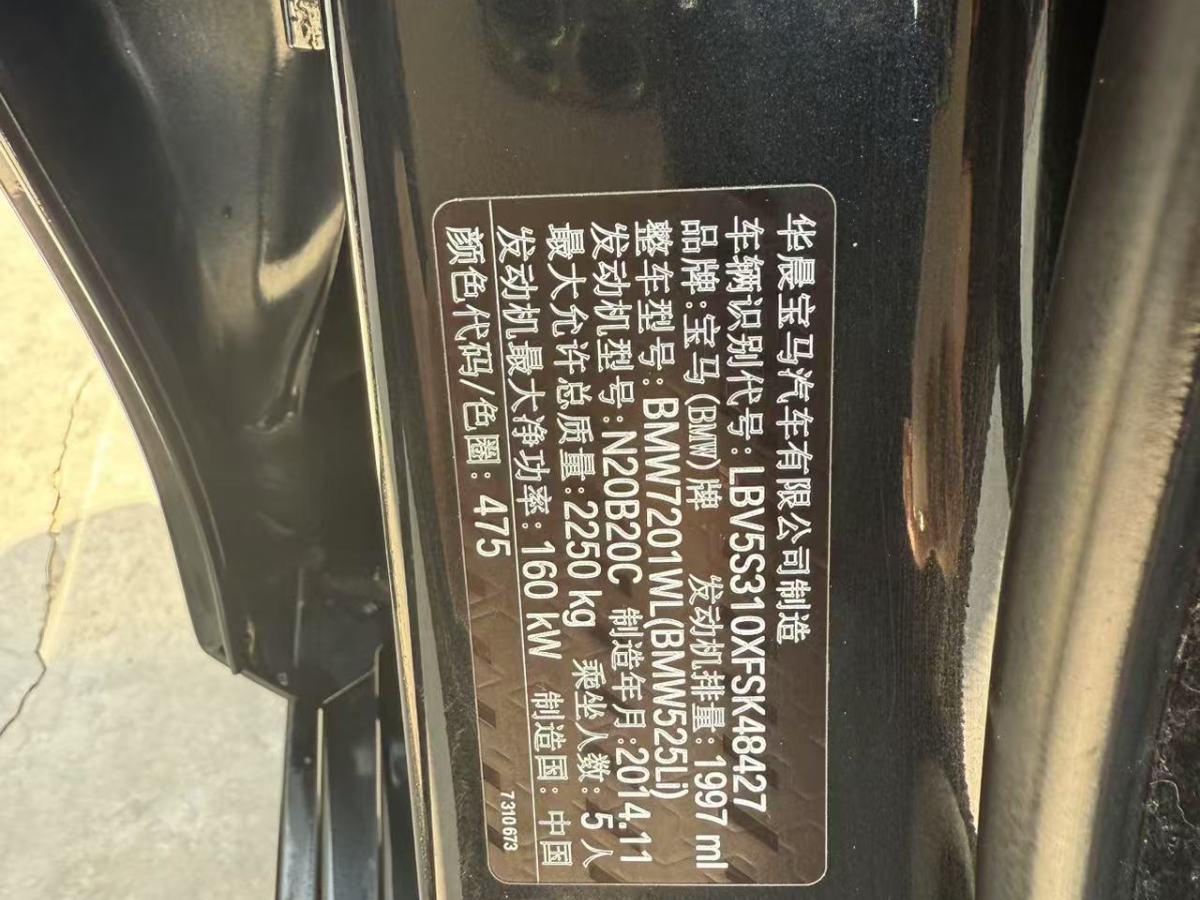 华晨宝马汽车有限公司制造
车辆识别代号：LBV5S310XFSK48427
品牌：宝马(BMW)牌 发动机排量：1997 ml
整车型号：BMW7201WL(BMW525Li)
发动机型号：N20B20C 制造年月：2014.11
最大允许总质量：2250 kg 乘坐人数：5人
发动机最大净功率：160 kW 制造国：中国
颜色代码/色圈：475 7310673